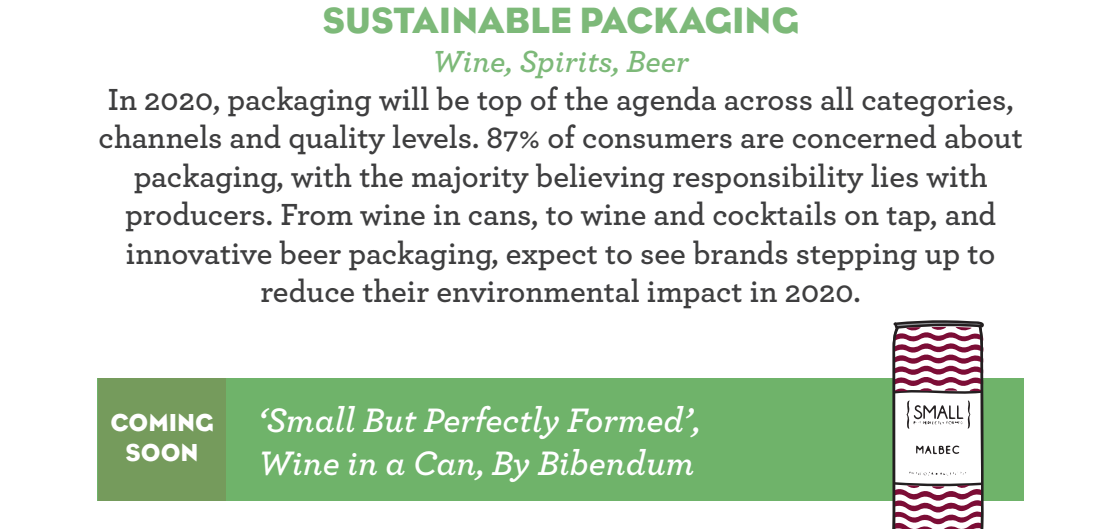 SUSTAINABLE PACKAGING
Wine, Spirits, Beer
In 2020, packaging will be top of the agenda across all categories,
channels and quality levels. 87% of consumers are concerned about
packaging, with the majority believing responsibility lies with
producers. From wine in cans, to wine and cocktails on tap, and
innovative beer packaging, expect to see brands stepping up to
reduce their environmental impact in 2020.
COMING
SOON
‘Small But Perfectly Formed’,
Wine in a Can, By Bibendum
{SMALL}
MALBEC